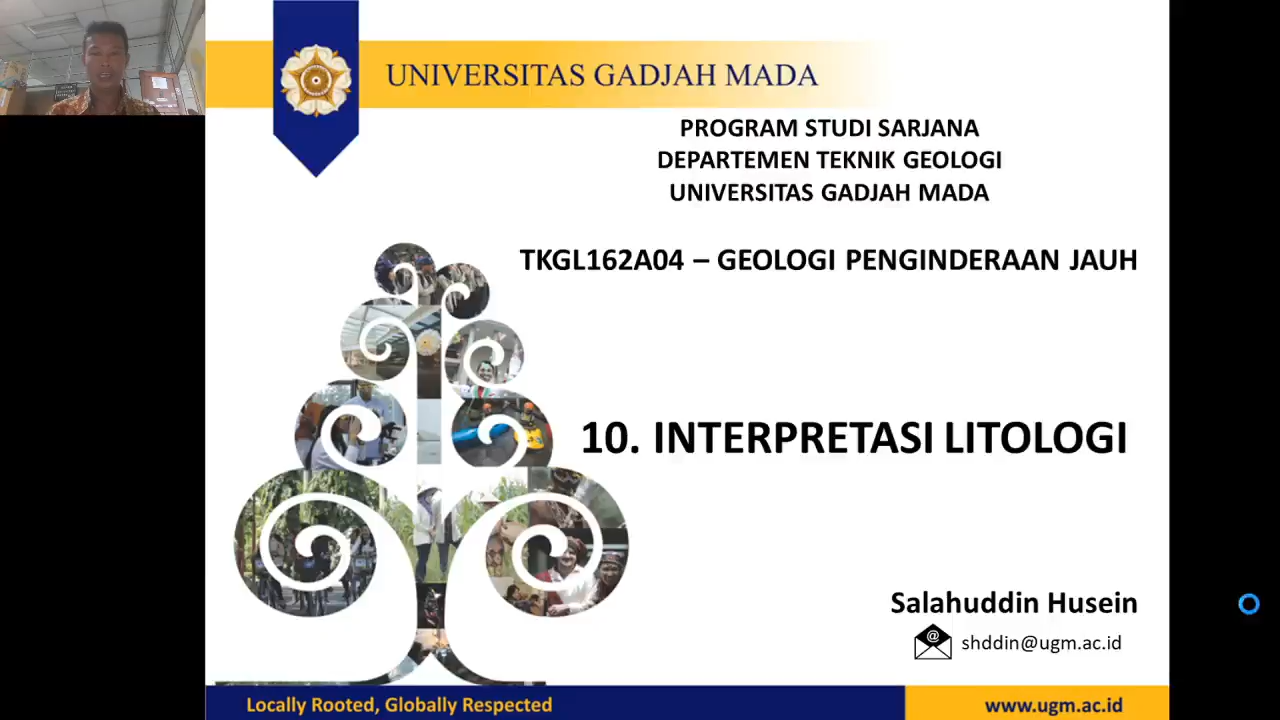 UNIVERSITAS GADJAH MADA
PROGRAM STUDI SARJANA
DEPARTEMEN TEKNIK GEOLOGI
UNIVERSITAS GADJAH MADA
TKGL162A04 – GEOLOGI PENGINDERAAN JAUH
10. INTERPRETASI LITOLOGI
Salahuddin Husein
@ shddin@ugm.ac.id
Locally Rooted, Globally Respected
www.ugm.ac.id